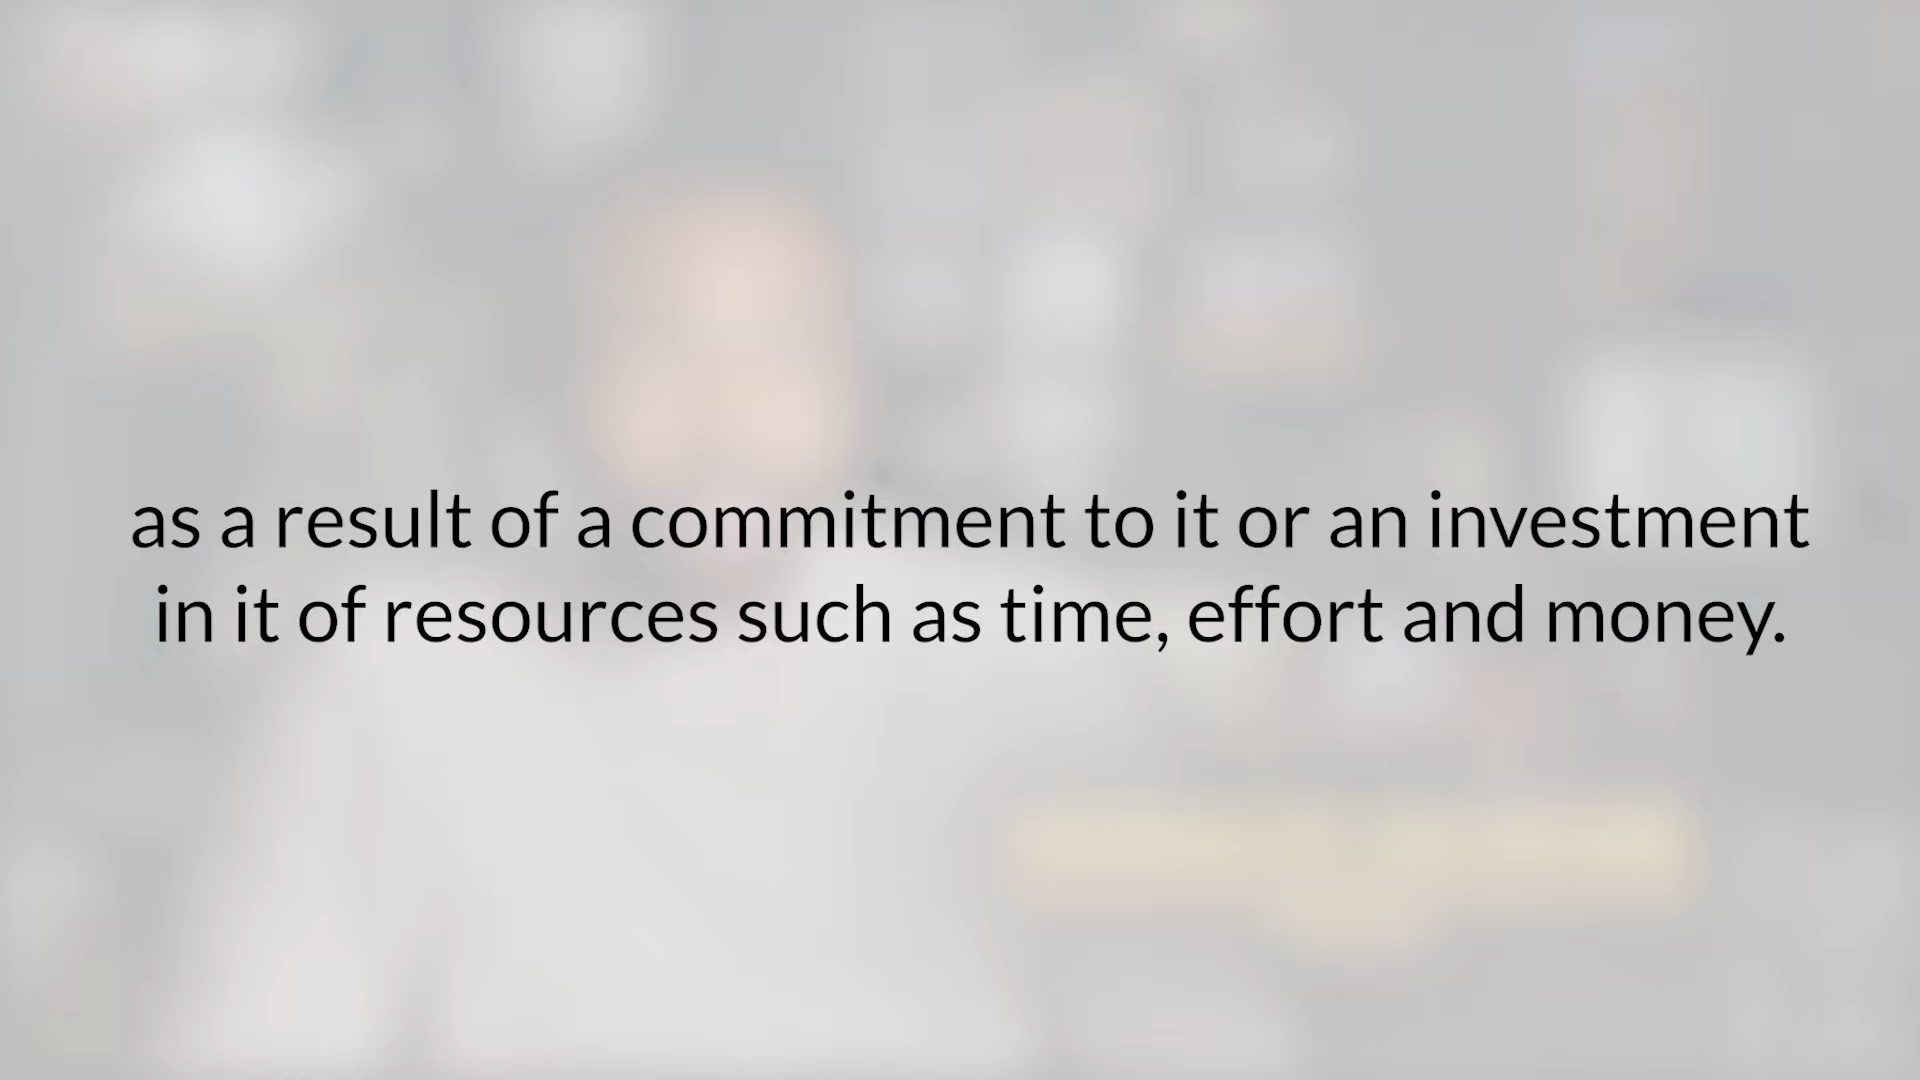 as a result of a commitment to it or an investment
in it of resources such as time, effort and money.